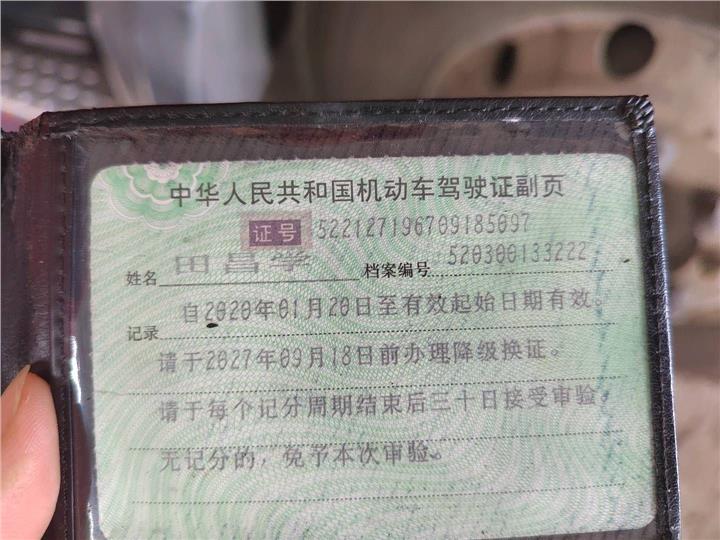 中华人民共和国机动车驾驶证副页
证号 522127196709185097
姓名 田昌学 档案编号 520300133222
记录 自2020年01月20日至有效起始日期有效。
请于2027年09月18日前办理降级换证。
请于每个记分周期结束后三十日接受审验。
无记分的，免予本次审验。